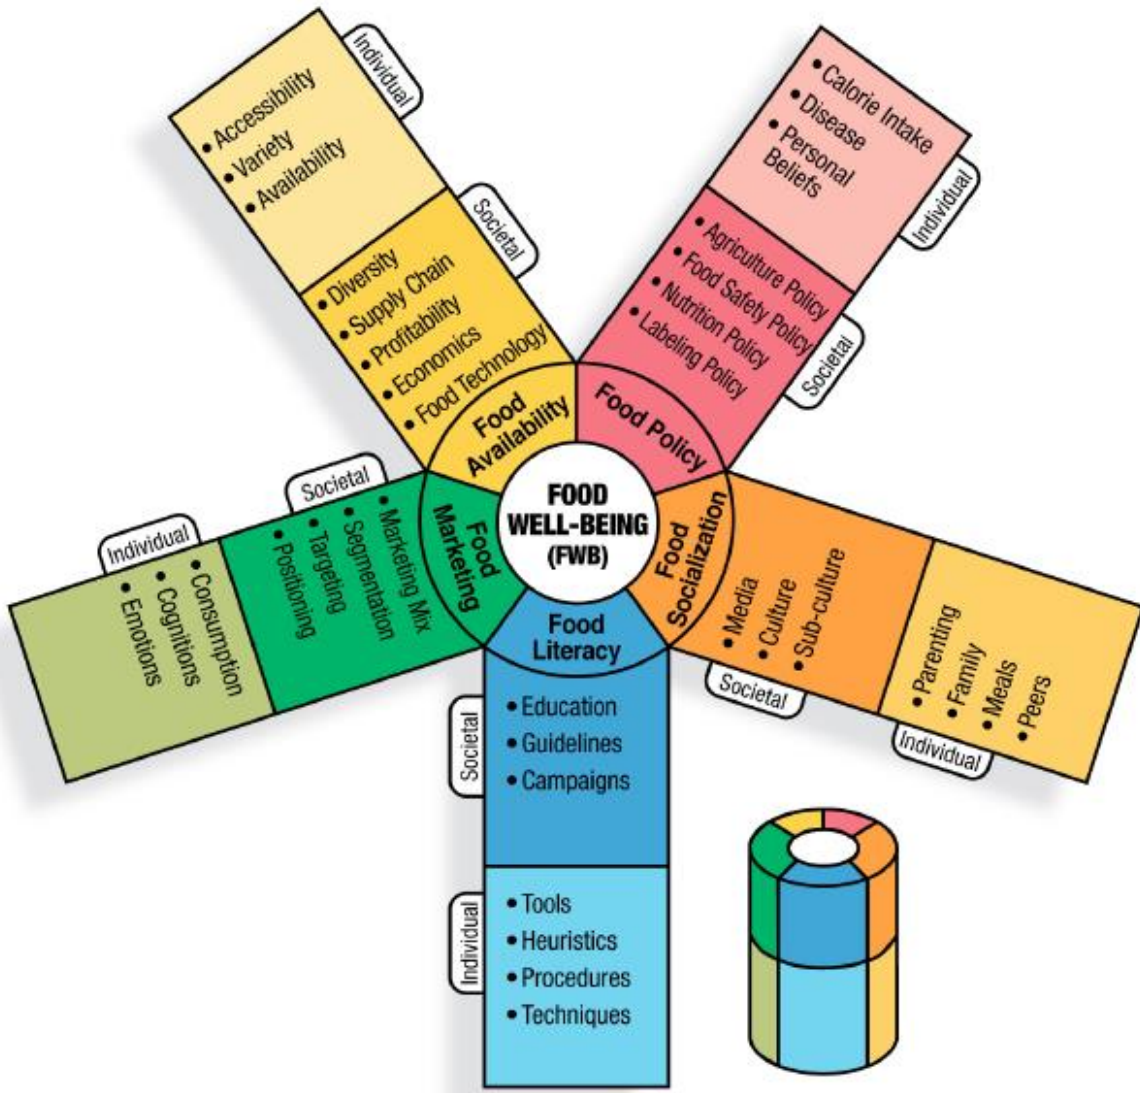 FOOD
WELL-BEING
(FWB)
Food
Availability
Societal
• Diversity
• Supply Chain
• Profitability
• Economics
• Food Technology
Individual
• Accessibility
• Variety
• Availability
Food Policy
Societal
• Agriculture Policy
• Food Safety Policy
• Nutrition Policy
• Labeling Policy
Individual
• Calorie Intake
• Disease
• Personal
Beliefs
Food
Socialization
Societal
• Media
• Culture
• Sub-culture
Individual
• Parenting
• Family
• Meals
• Peers
Food
Literacy
Societal
• Education
• Guidelines
• Campaigns
Individual
• Tools
• Heuristics
• Procedures
• Techniques
Food
Marketing
Societal
• Marketing Mix
• Segmentation
• Targeting
• Positioning
Individual
• Consumption
• Cognitions
• Emotions